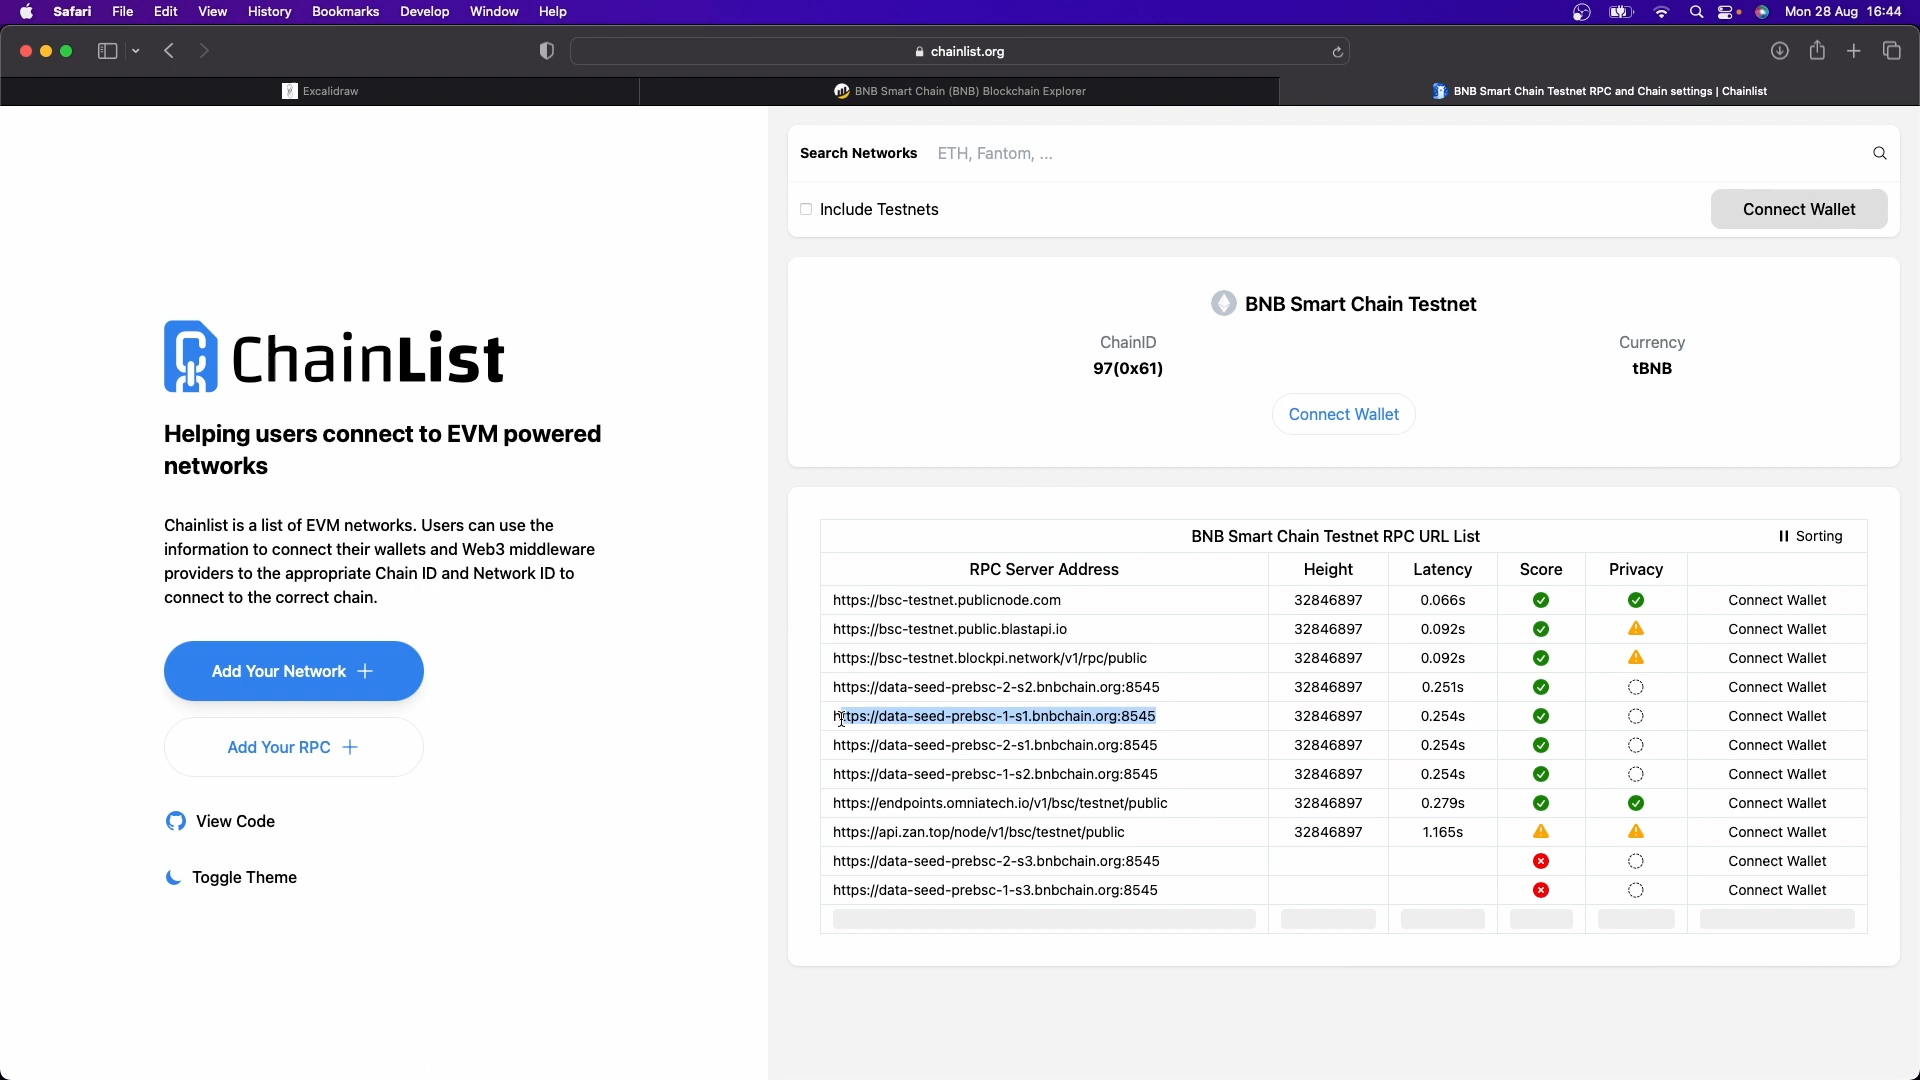 Safari File Edit View History Bookmarks Develop Window Help Mon 28 Aug 16:44
chainlist.org
Excalidraw
BNB Smart Chain (BNB) Blockchain Explorer
BNB Smart Chain Testnet RPC and Chain settings | Chainlist
Search Networks ETH, Fantom, ...
Include Testnets
Connect Wallet
ChainList
Helping users connect to EVM powered
networks
Chainlist is a list of EVM networks. Users can use the
information to connect their wallets and Web3 middleware
providers to the appropriate Chain ID and Network ID to
connect to the correct chain.
Add Your Network
Add Your RPC
View Code
Toggle Theme
BNB Smart Chain Testnet
ChainID Currency
97(0x61) tBNB
Connect Wallet
BNB Smart Chain Testnet RPC URL List Sorting
RPC Server Address Height Latency Score Privacy
https://bsc-testnet.publicnode.com 32846897 0.066s Connect Wallet
https://bsc-testnet.public.blastapi.io 32846897 0.092s Connect Wallet
https://bsc-testnet.blockpi.network/v1/rpc/public 32846897 0.092s Connect Wallet
https://data-seed-prebsc-2-s2.bnbchain.org:8545 32846897 0.251s Connect Wallet
https://data-seed-prebsc-1-s1.bnbchain.org:8545 32846897 0.254s Connect Wallet
https://data-seed-prebsc-2-s1.bnbchain.org:8545 32846897 0.254s Connect Wallet
https://data-seed-prebsc-1-s2.bnbchain.org:8545 32846897 0.254s Connect Wallet
https://endpoints.omniatech.io/v1/bsc/testnet/public 32846897 0.279s Connect Wallet
https://api.zan.top/node/v1/bsc/testnet/public 32846897 1.165s Connect Wallet
https://data-seed-prebsc-2-s3.bnbchain.org:8545 Connect Wallet
https://data-seed-prebsc-1-s3.bnbchain.org:8545 Connect Wallet